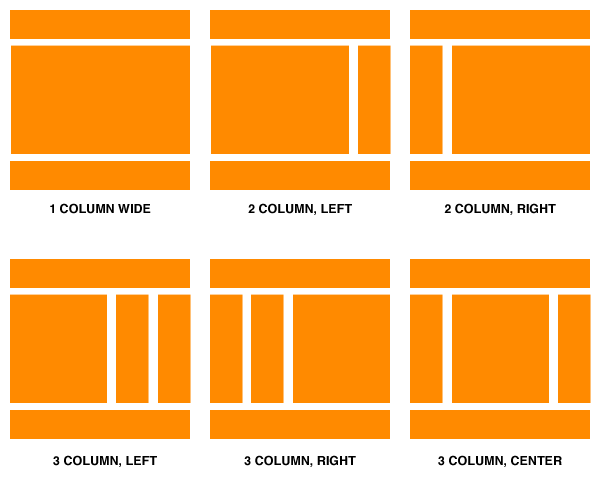 1 COLUMN WIDE
2 COLUMN, LEFT
2 COLUMN, RIGHT
3 COLUMN, LEFT
3 COLUMN, RIGHT
3 COLUMN, CENTER